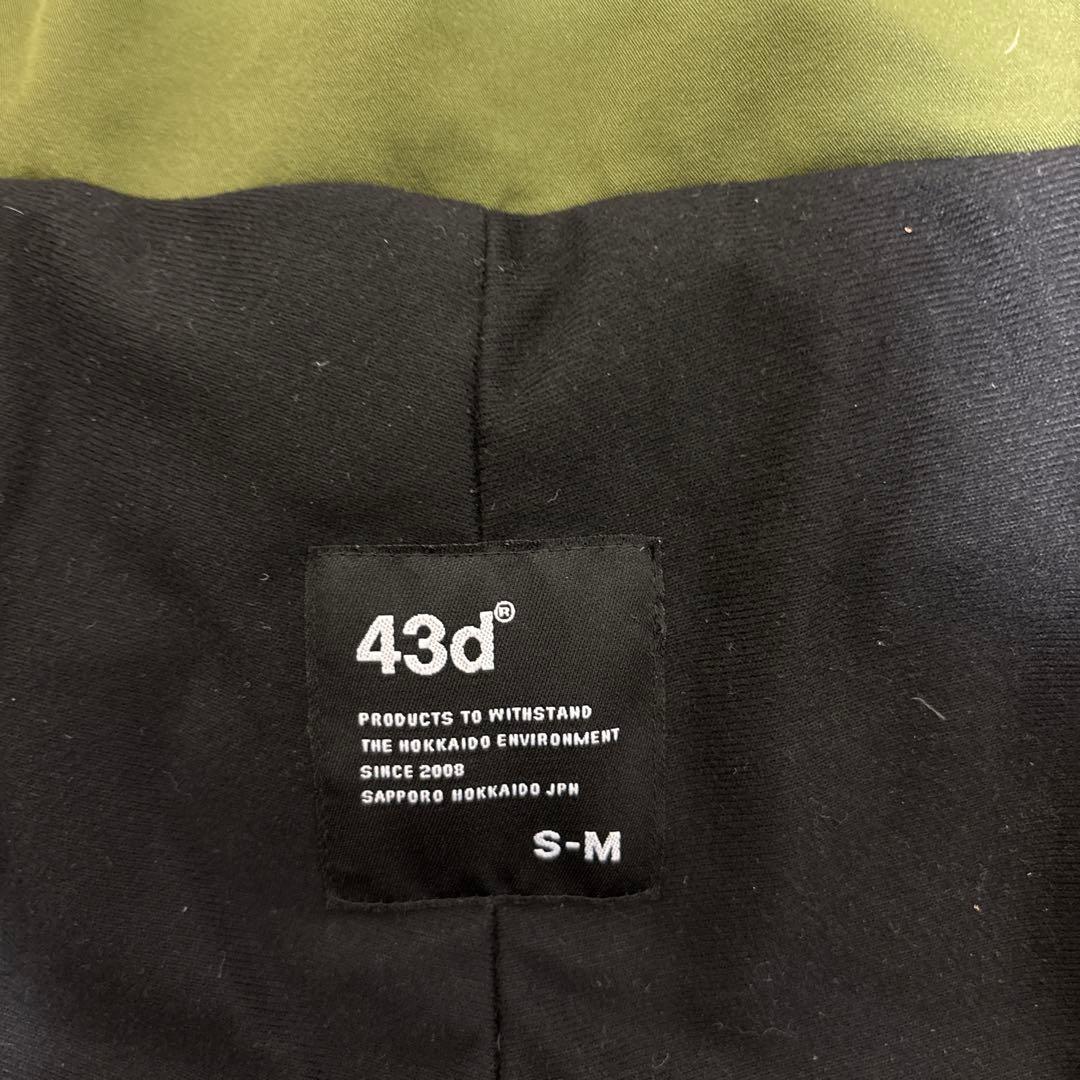 43d®
PRODUCTS TO WITHSTAND
THE HOKKAIDO ENVIRONMENT
SINCE 2008
SAPPORO HOKKAIDO JPN
S-M